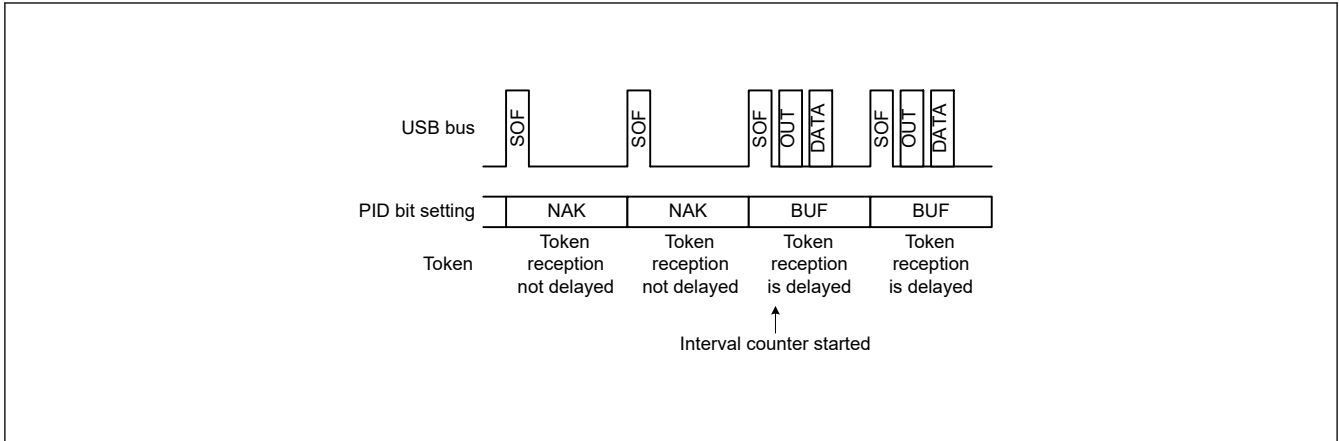 USB bus
SOF
SOF
SOF
OUT
DATA
SOF
OUT
DATA
PID bit setting
NAK
NAK
BUF
BUF
Token
Token
reception
not delayed
Token
reception
not delayed
Token
reception
is delayed
Token
reception
is delayed
Interval counter started